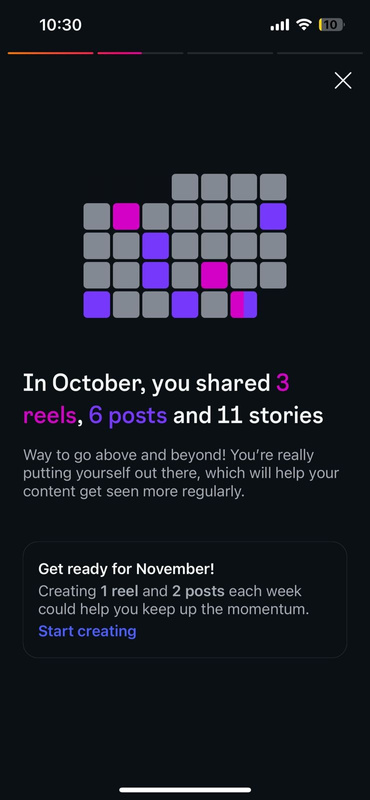 10:30
10
In October, you shared 3
reels, 6 posts and 11 stories
Way to go above and beyond! You’re really
putting yourself out there, which will help your
content get seen more regularly.
Get ready for November!
Creating 1 reel and 2 posts each week
could help you keep up the momentum.
Start creating